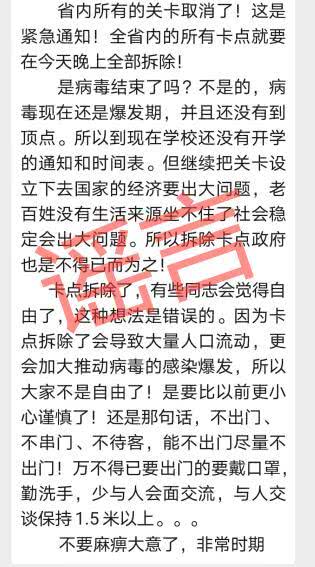 省内所有的关卡取消了！这是
紧急通知！全省内的所有卡点就要
在今天晚上全部拆除！
是病毒结束了吗？不是的，病
毒现在还是爆发期，并且还没有到
顶点。所以到现在学校还没有开学
的通知和时间表。但继续把关卡设
立下去国家的经济要出大问题，老
百姓没有生活来源坐不住了社会稳
定会出大问题。所以拆除卡点政府
也是不得已而为之！
卡点拆除了，有些同志会觉得自
由了，这种想法是错误的。因为卡
点拆除了会导致大量人口流动，更
会加大推动病毒的感染爆发，所以
大家不是自由了！是要比以前更小
心谨慎了！还是那句话，不出门、
不串门、不待客，能不出门尽量不
出门！万不得已要出门的要戴口罩，
勤洗手，少与人会面交流，与人交
谈保持1.5米以上。。。
不要麻痹大意了，非常时期
谣言